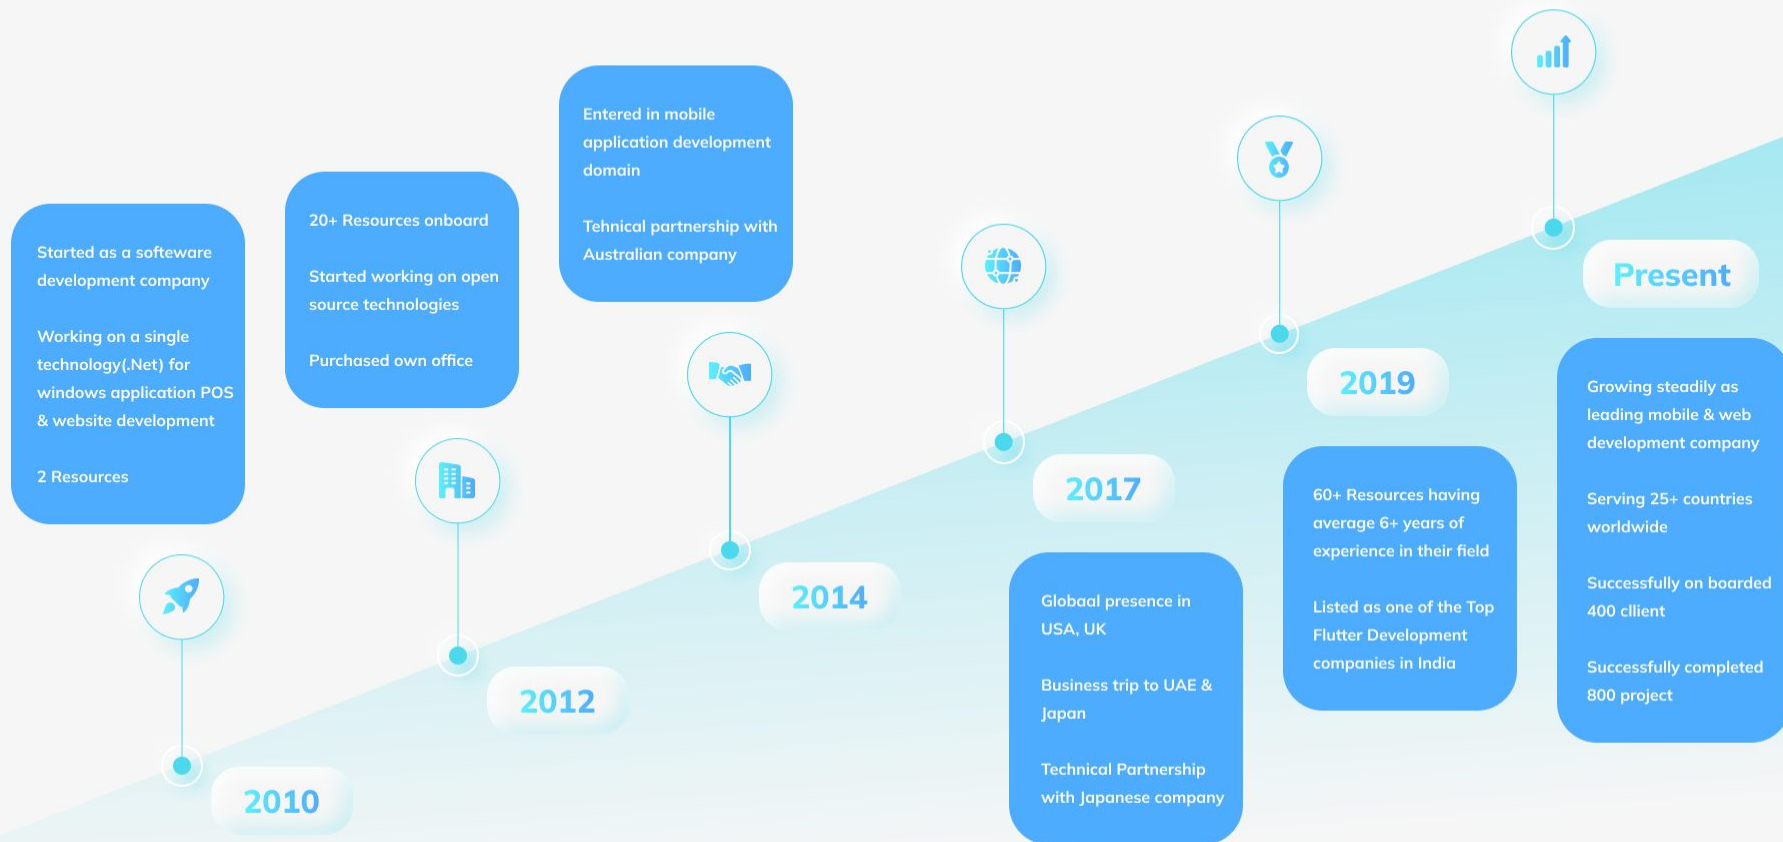 Started as a softeware
development company
Working on a single
technology(.Net) for
windows application POS
& website development
2 Resources
2010
20+ Resources onboard
Started working on open
source technologies
Purchased own office
2012
Entered in mobile
application development
domain
Tehnical partnership with
Australian company
2014
2017
Globaal presence in
USA, UK
Business trip to UAE &
Japan
Technical Partnership
with Japanese company
2019
60+ Resources having
average 6+ years of
experience in their field
Listed as one of the Top
Flutter Development
companies in India
Present
Growing steadily as
leading mobile & web
development company
Serving 25+ countries
worldwide
Successfully on boarded
400 cllient
Successfully completed
800 project